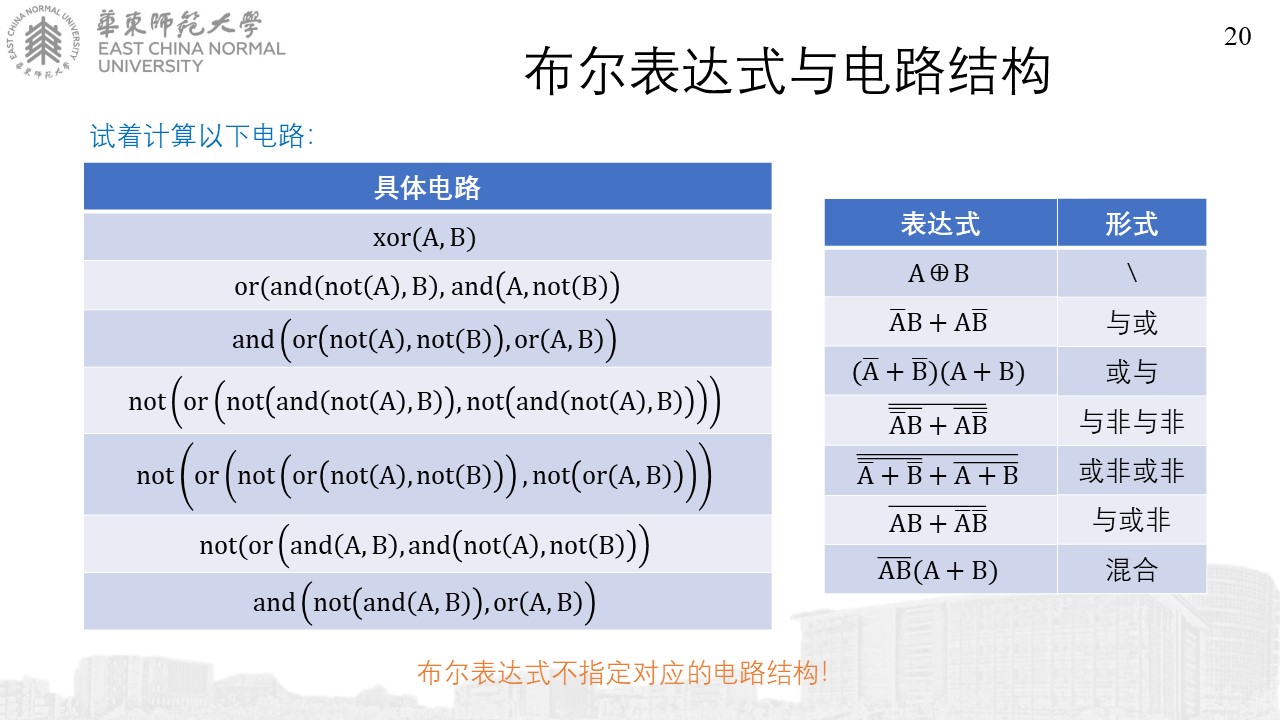 華東師範大學
EAST CHINA NORMAL
UNIVERSITY
20
布尔表达式与电路结构
试着计算以下电路:
具体电路
xor(A, B)
or(and(not(A), B), and(A, not(B))
and(or(not(A), not(B)), or(A, B))
not(or(not(and(not(A), B)), not(and(not(A), B))))
not(or(not(or(not(A), not(B))), not(or(A, B))))
not(or(and(A, B), and(not(A), not(B)))
and(not(and(A, B)), or(A, B))
表达式 形式
A⊕B \
A̅B + AB̅ 与或
(A̅ + B̅)(A + B) 或与
\overline{\overline{\overline{A}B} + \overline{A\overline{B}}} 与非与非
\overline{\overline{\overline{A} + \overline{B}} + \overline{A + B}} 或非或非
\overline{AB + \overline{A}\,\overline{B}} 与或非
\overline{AB}(A + B) 混合
布尔表达式不指定对应的电路结构!